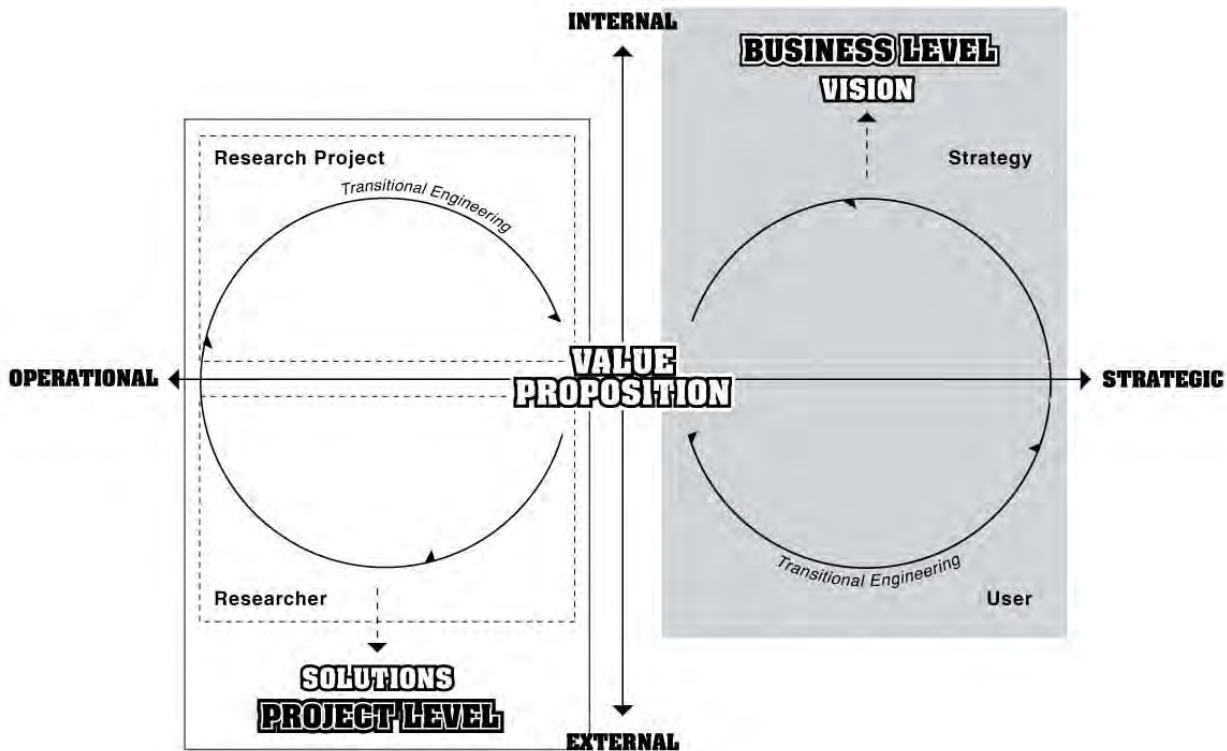 INTERNAL
BUSINESS LEVEL
VISION
Research Project
Strategy
Transitional Engineering
OPERATIONAL
VALUE
PROPOSITION
STRATEGIC
Transitional Engineering
Researcher
User
SOLUTIONS
PROJECT LEVEL
EXTERNAL